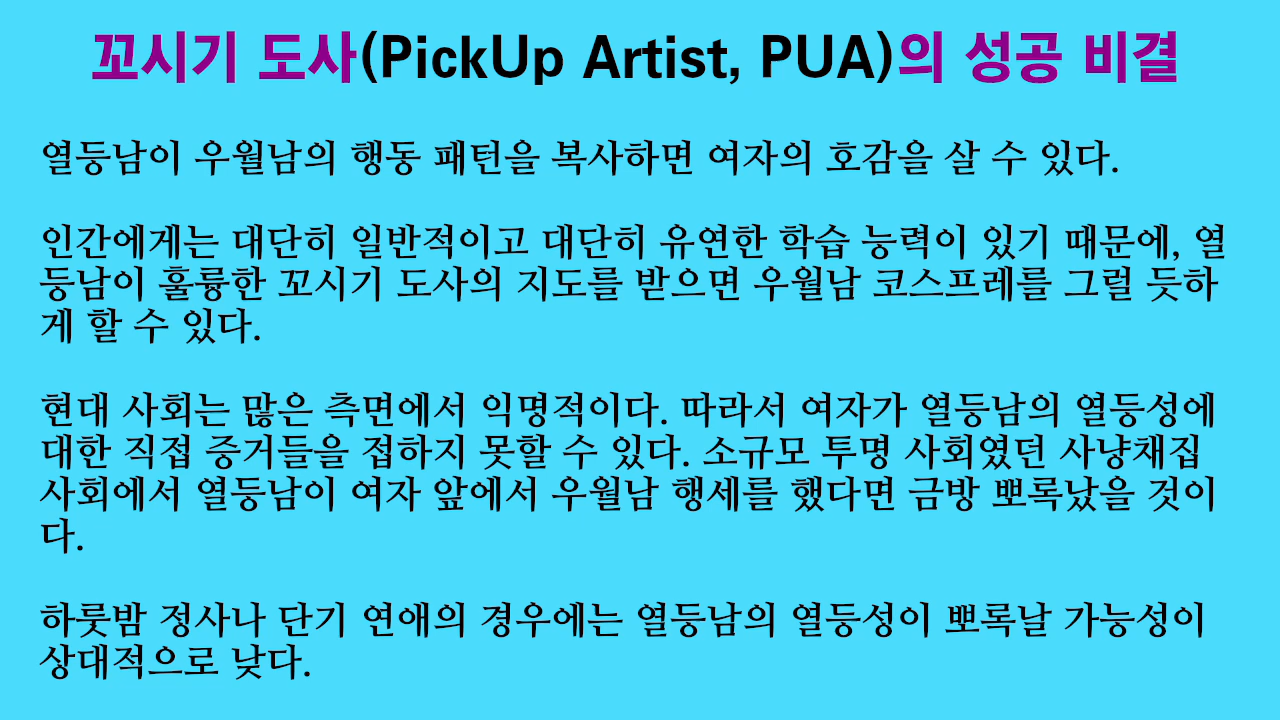 꼬시기 도사(PickUp Artist, PUA)의 성공 비결
열등남이 우월남의 행동 패턴을 복사하면 여자의 호감을 살 수 있다.
인간에게는 대단히 일반적이고 대단히 유연한 학습 능력이 있기 때문에, 열
등남이 훌륭한 꼬시기 도사의 지도를 받으면 우월남 코스프레를 그럴 듯하
게 할 수 있다.
현대 사회는 많은 측면에서 익명적이다. 따라서 여자가 열등남의 열등성에
대한 직접 증거들을 접하지 못할 수 있다. 소규모 투명 사회였던 사냥채집
사회에서 열등남이 여자 앞에서 우월남 행세를 했다면 금방 뽀록났을 것이
다.
하룻밤 정사나 단기 연애의 경우에는 열등남의 열등성이 뽀록날 가능성이
상대적으로 낮다.